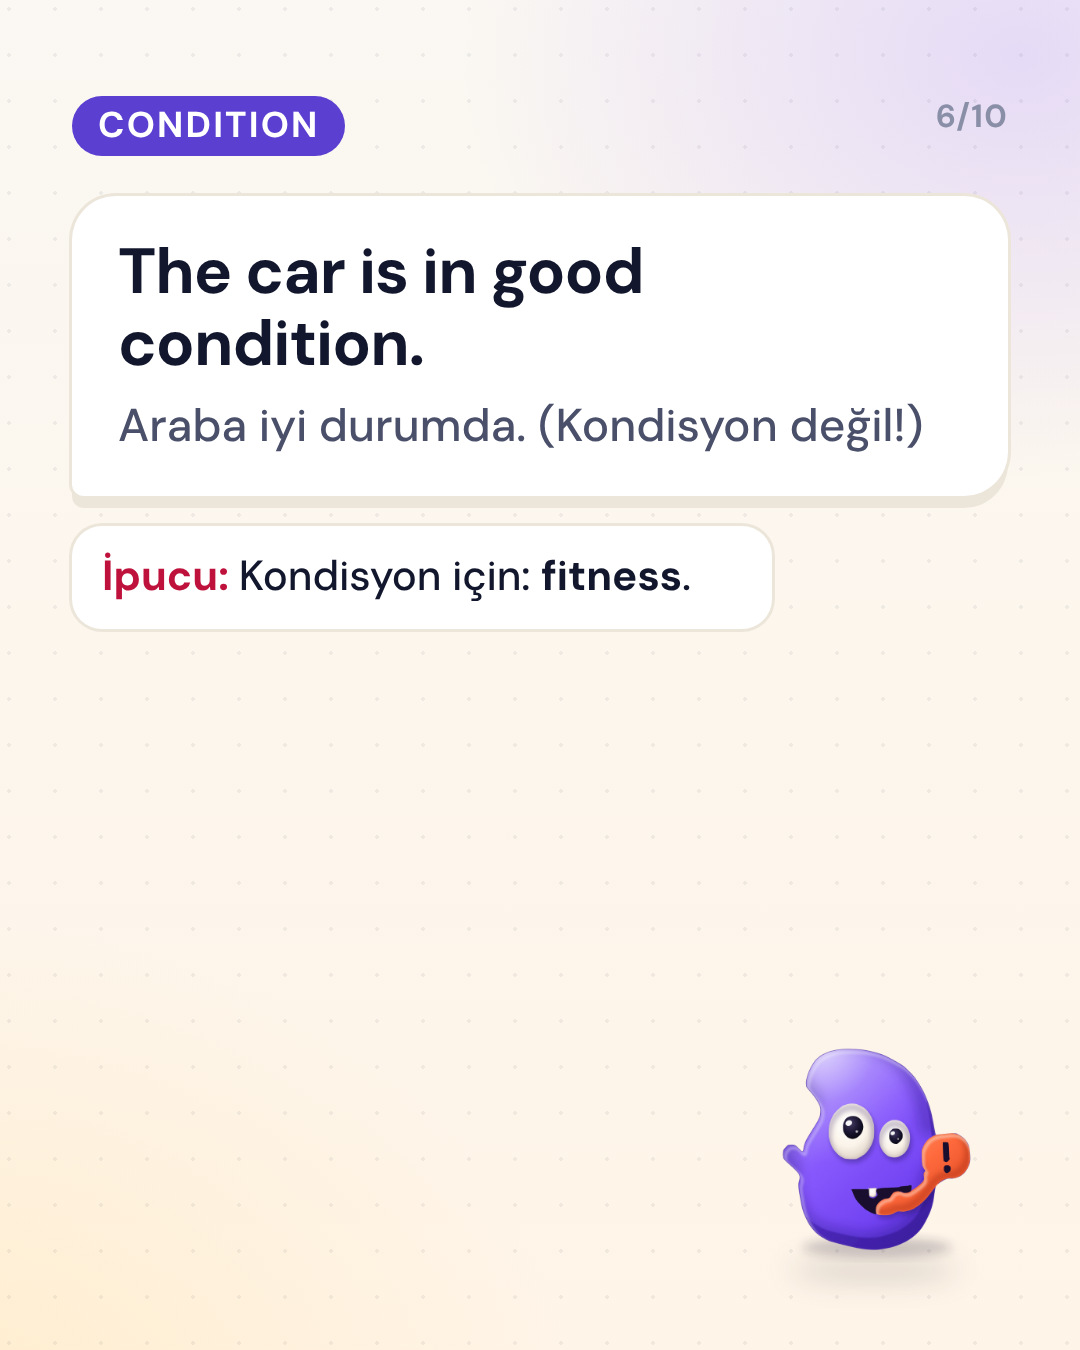 CONDITION
6/10
The car is in good
condition.
Araba iyi durumda. (Kondisyon değil!)
İpucu: Kondisyon için: fitness.
!